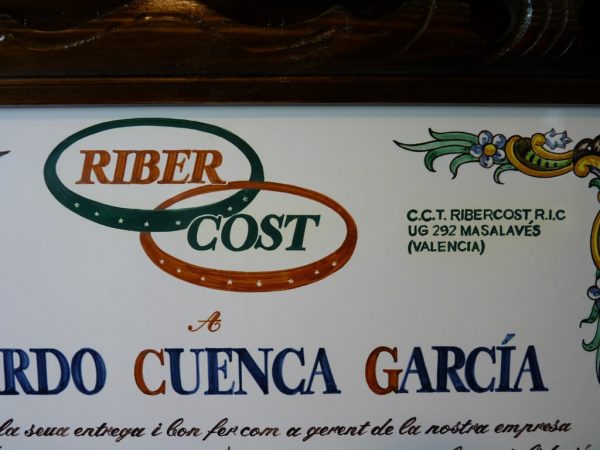 RIBER
COST
C.C.T. RIBERCOST, R.I.C
UG 292 MASALAVÉS
(VALENCIA)
A
RDO CUENCA GARCÍA
la seua entrega i bon fer com a gerent de la nostra empresa